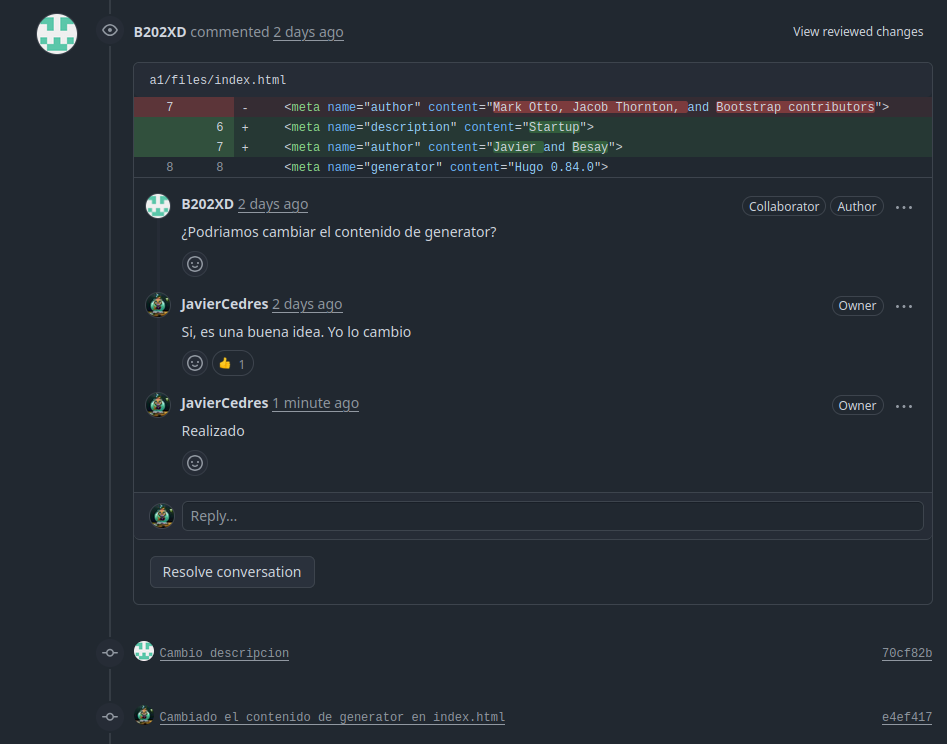 B202XD commented 2 days ago View reviewed changes
a1/files/index.html
7 - <meta name="author" content="Mark Otto, Jacob Thornton, and Bootstrap contributors">
6 + <meta name="description" content="Startup">
7 + <meta name="author" content="Javier and Besay">
8 8 <meta name="generator" content="Hugo 0.84.0">
B202XD 2 days ago Collaborator Author ...
¿Podriamos cambiar el contenido de generator?
JavierCedres 2 days ago Owner ...
Si, es una buena idea. Yo lo cambio
👍 1
JavierCedres 1 minute ago Owner ...
Realizado
Reply...
Resolve conversation
Cambio descripcion 70cf82b
Cambiado el contenido de generator en index.html e4ef417